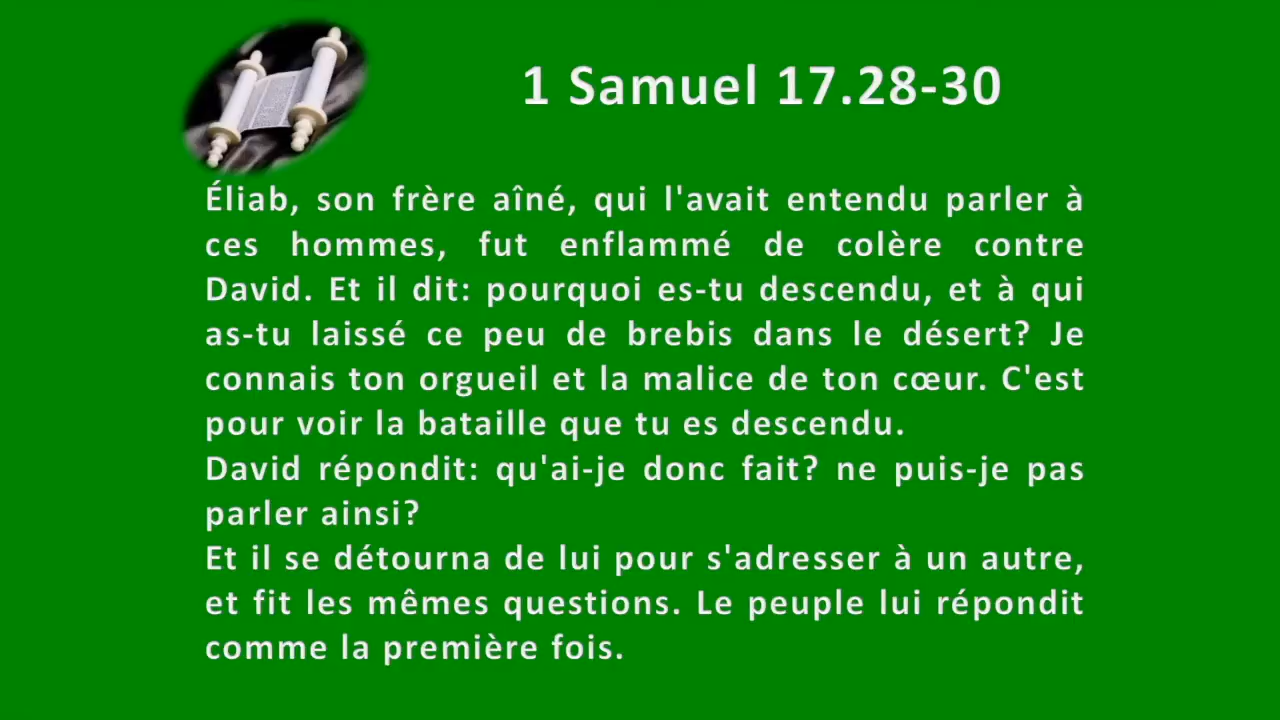 1 Samuel 17.28-30
Éliab, son frère aîné, qui l'avait entendu parler à
ces hommes, fut enflammé de colère contre
David. Et il dit: pourquoi es-tu descendu, et à qui
as-tu laissé ce peu de brebis dans le désert? Je
connais ton orgueil et la malice de ton cœur. C'est
pour voir la bataille que tu es descendu.
David répondit: qu'ai-je donc fait? ne puis-je pas
parler ainsi?
Et il se détourna de lui pour s'adresser à un autre,
et fit les mêmes questions. Le peuple lui répondit
comme la première fois.